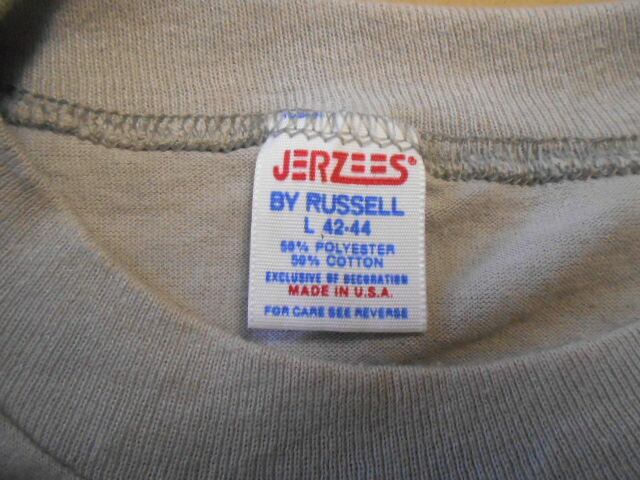 JERZEES®
BY RUSSELL
L 42-44
50% POLYESTER
50% COTTON
EXCLUSIVE OF DECORATION
MADE IN U.S.A.
FOR CARE SEE REVERSE